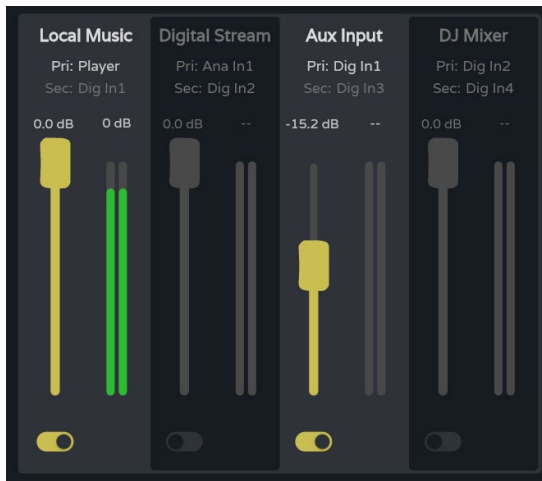 Local Music
Pri: Player
Sec: Dig In1
0.0 dB 0 dB
Digital Stream
Pri: Ana In1
Sec: Dig In2
0.0 dB --
Aux Input
Pri: Dig In1
Sec: Dig In3
-15.2 dB --
DJ Mixer
Pri: Dig In2
Sec: Dig In4
0.0 dB --